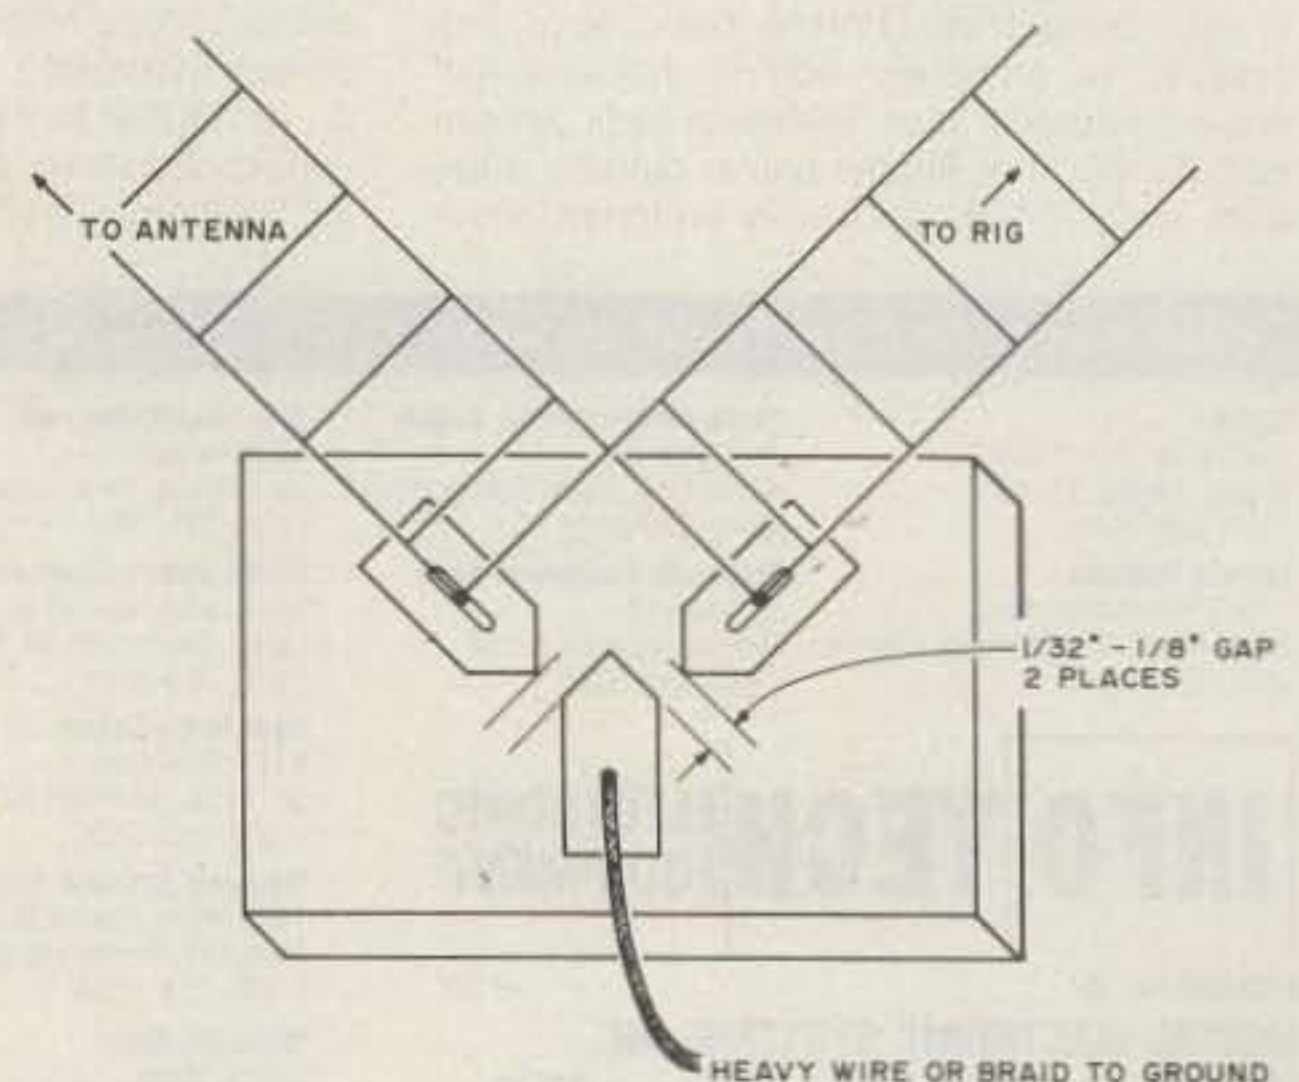 TO ANTENNA
TO RIG
1/32" - 1/8" GAP
2 PLACES
HEAVY WIRE OR BRAID TO GROUND